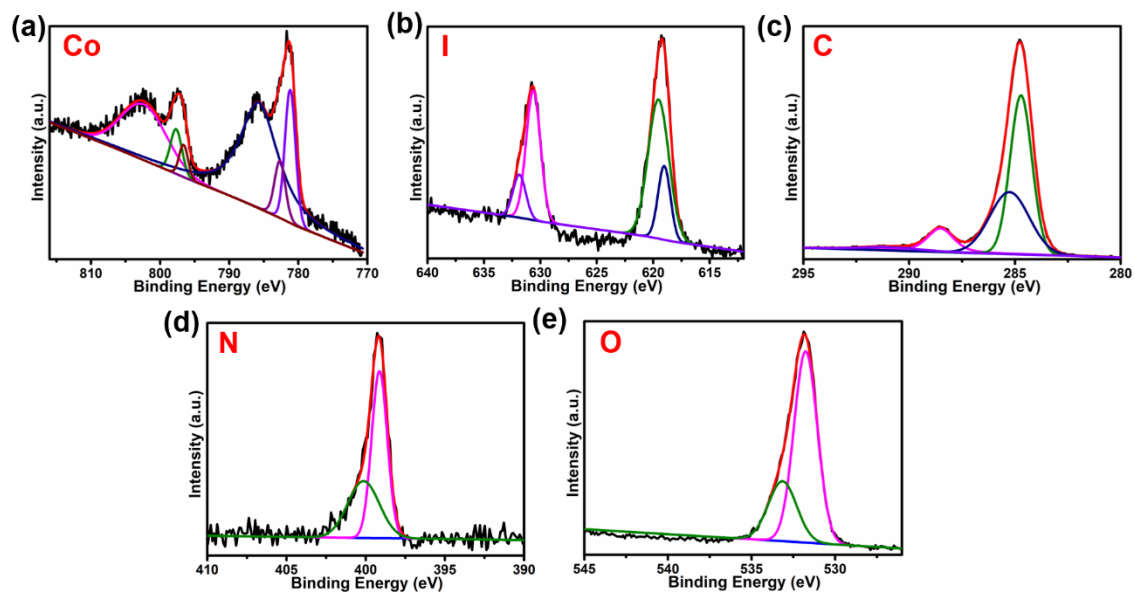 (a)
Co
Intensity (a.u.)
810 800 790 780 770
Binding Energy (eV)
(b)
I
Intensity (a.u.)
640 635 630 625 620 615
Binding Energy (eV)
(c)
C
Intensity (a.u.)
295 290 285 280
Binding Energy (eV)
(d)
N
Intensity (a.u.)
410 405 400 395 390
Binding Energy (eV)
(e)
O
Intensity (a.u.)
545 540 535 530
Binding Energy (eV)